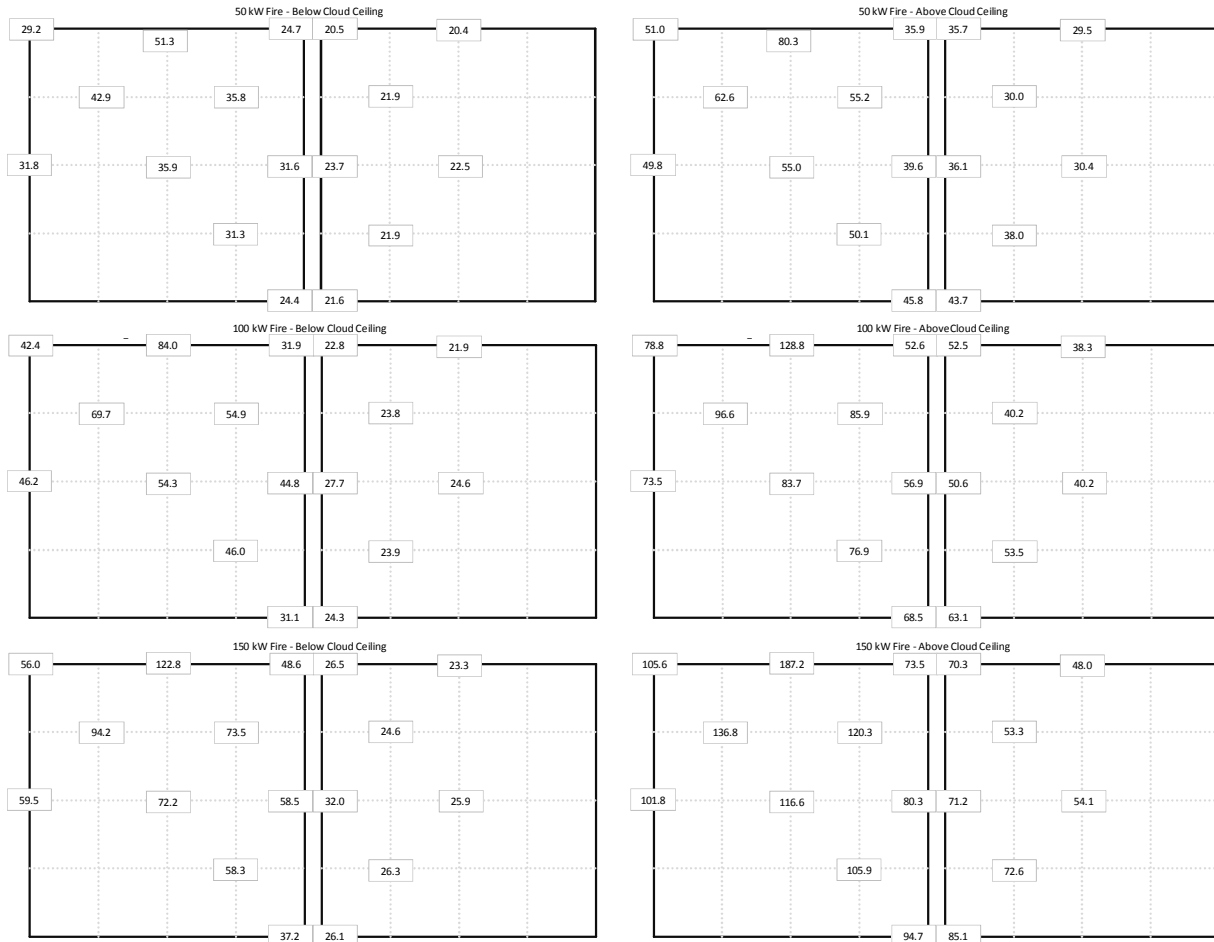 50 kW Fire - Below Cloud Ceiling
29.2 24.7 20.5 20.4
51.3
42.9 35.8 21.9
31.8 35.9 31.6 23.7 22.5
31.3 21.9
24.4 21.6
50 kW Fire - Above Cloud Ceiling
51.0 35.9 35.7 29.5
80.3
62.6 55.2 30.0
49.8 55.0 39.6 36.1 30.4
50.1 38.0
45.8 43.7
100 kW Fire - Below Cloud Ceiling
42.4 84.0 31.9 22.8 21.9
69.7 54.9 23.8
46.2 54.3 44.8 27.7 24.6
46.0 23.9
31.1 24.3
100 kW Fire - AboveCloud Ceiling
78.8 128.8 52.6 52.5 38.3
96.6 85.9 40.2
73.5 83.7 56.9 50.6 40.2
76.9 53.5
68.5 63.1
150 kW Fire - Below Cloud Ceiling
56.0 122.8 48.6 26.5 23.3
94.2 73.5 24.6
59.5 72.2 58.5 32.0 25.9
58.3 26.3
37.2 26.1
150 kW Fire - Above Cloud Ceiling
105.6 187.2 73.5 70.3 48.0
136.8 120.3 53.3
101.8 116.6 80.3 71.2 54.1
105.9 72.6
94.7 85.1